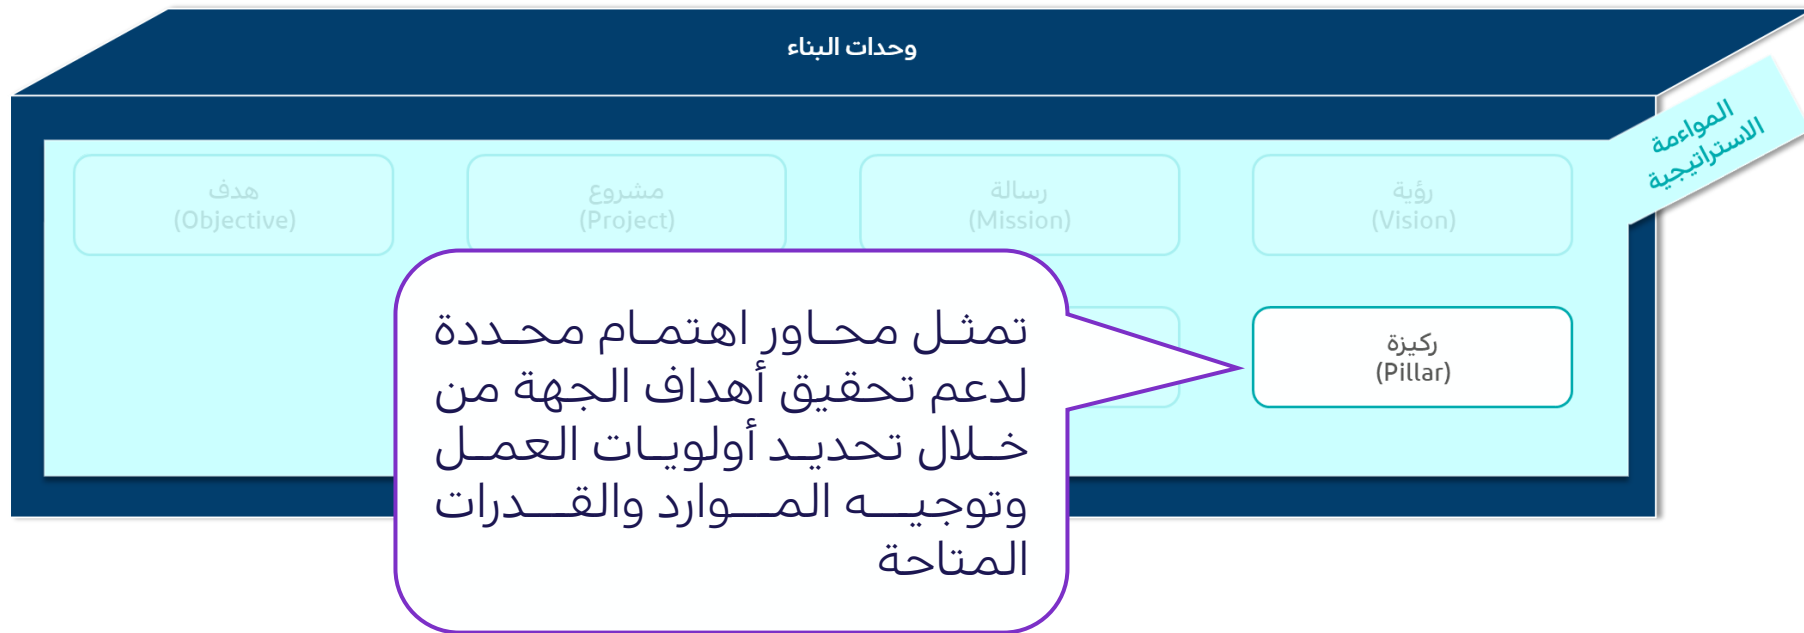 وحدات البناء
المواءمة
الاستراتيجية
رؤية
(Vision)
رسالة
(Mission)
مشروع
(Project)
هدف
(Objective)
ركيزة
(Pillar)
تمثل محاور اهتمام محددة
لدعم تحقيق أهداف الجهة من
خلال تحديد أولويات العمل
وتوجيه الموارد والقدرات
المتاحة